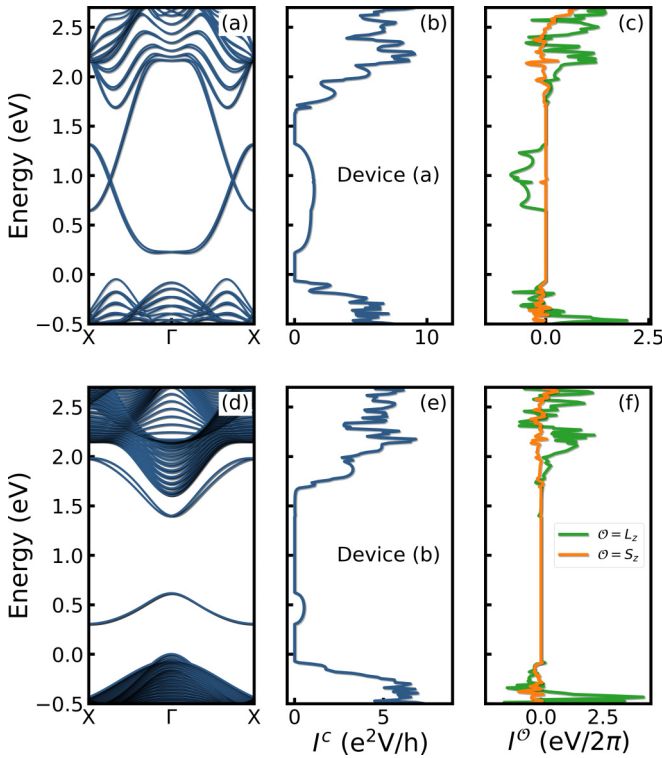 (a)
Energy (eV)
2.5
2.0
1.5
1.0
0.5
0.0
−0.5
X
Γ
X
(b)
Device (a)
0
10
(c)
0.0
2.5
(d)
Energy (eV)
2.5
2.0
1.5
1.0
0.5
0.0
−0.5
X
Γ
X
(e)
Device (b)
0
5
I^c (e²V/h)
(f)
𝒪 = L_z
𝒪 = S_z
0.0
2.5
I^𝒪 (eV/2π)